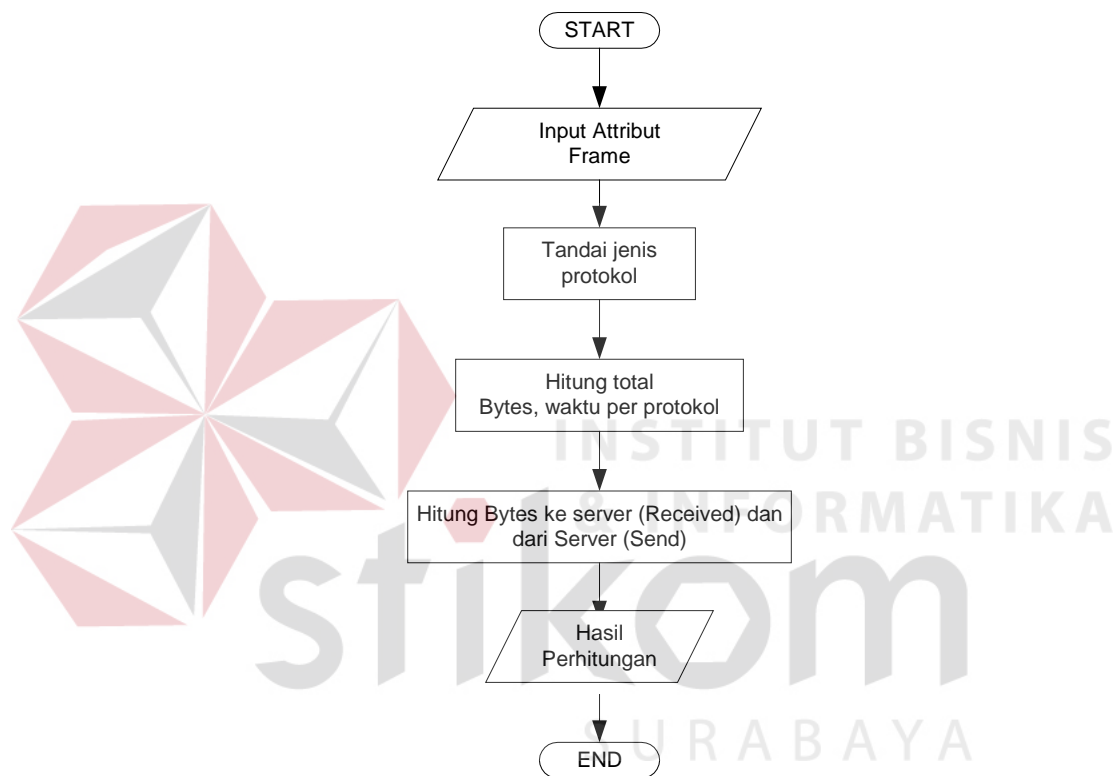 START
Input Attribut
Frame
Tandai jenis
protokol
Hitung total
Bytes, waktu per protokol
INSTITUT BISNIS
& INFORMATIKA
Hitung Bytes ke server (Received) dan
dari Server (Send)
stikom
Hasil
Perhitungan
SURABAYA
END